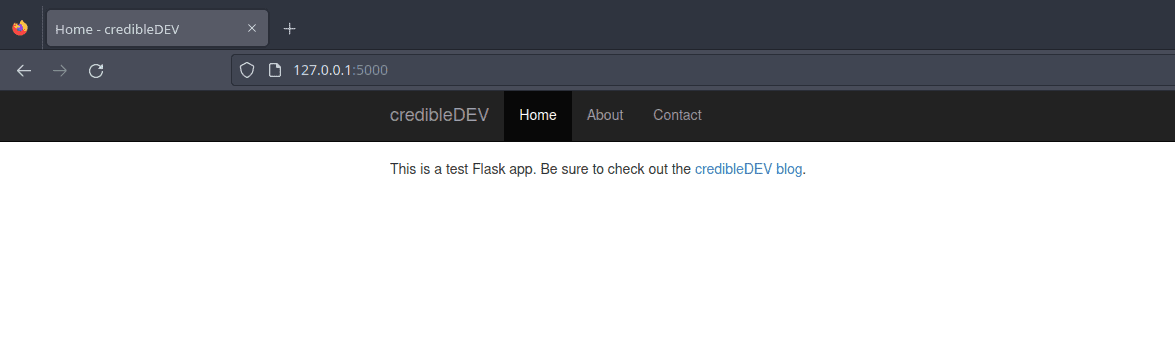 Home - credibleDEV
127.0.0.1:5000
credibleDEV Home About Contact
This is a test Flask app. Be sure to check out the credibleDEV blog.